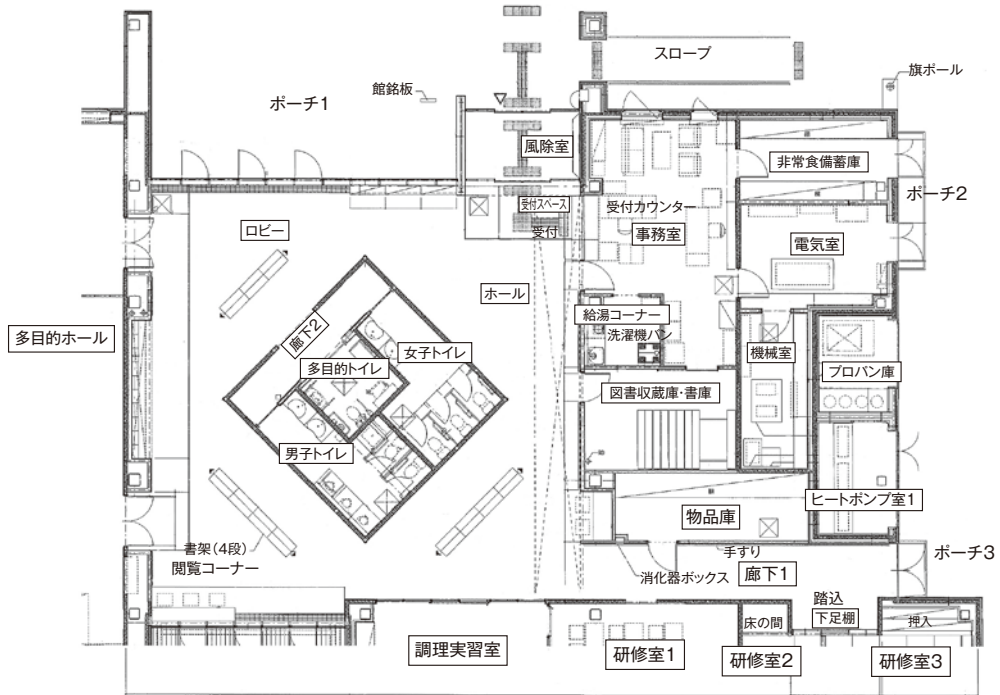 スロープ
旗ポール
館銘板
ポーチ1
風除室
非常食備蓄庫
ポーチ2
受付スペース
受付カウンター
ロビー
受付
事務室
電気室
ホール
給湯コーナー
洗濯機パン
多目的ホール
廊下2
女子トイレ
多目的トイレ
機械室
プロパン庫
図書収蔵庫・書庫
男子トイレ
ヒートポンプ室1
物品庫
書架(4段)
閲覧コーナー
手すり
ポーチ3
消化器ボックス
廊下1
踏込
下足棚
床の間
押入
調理実習室
研修室1
研修室2
研修室3